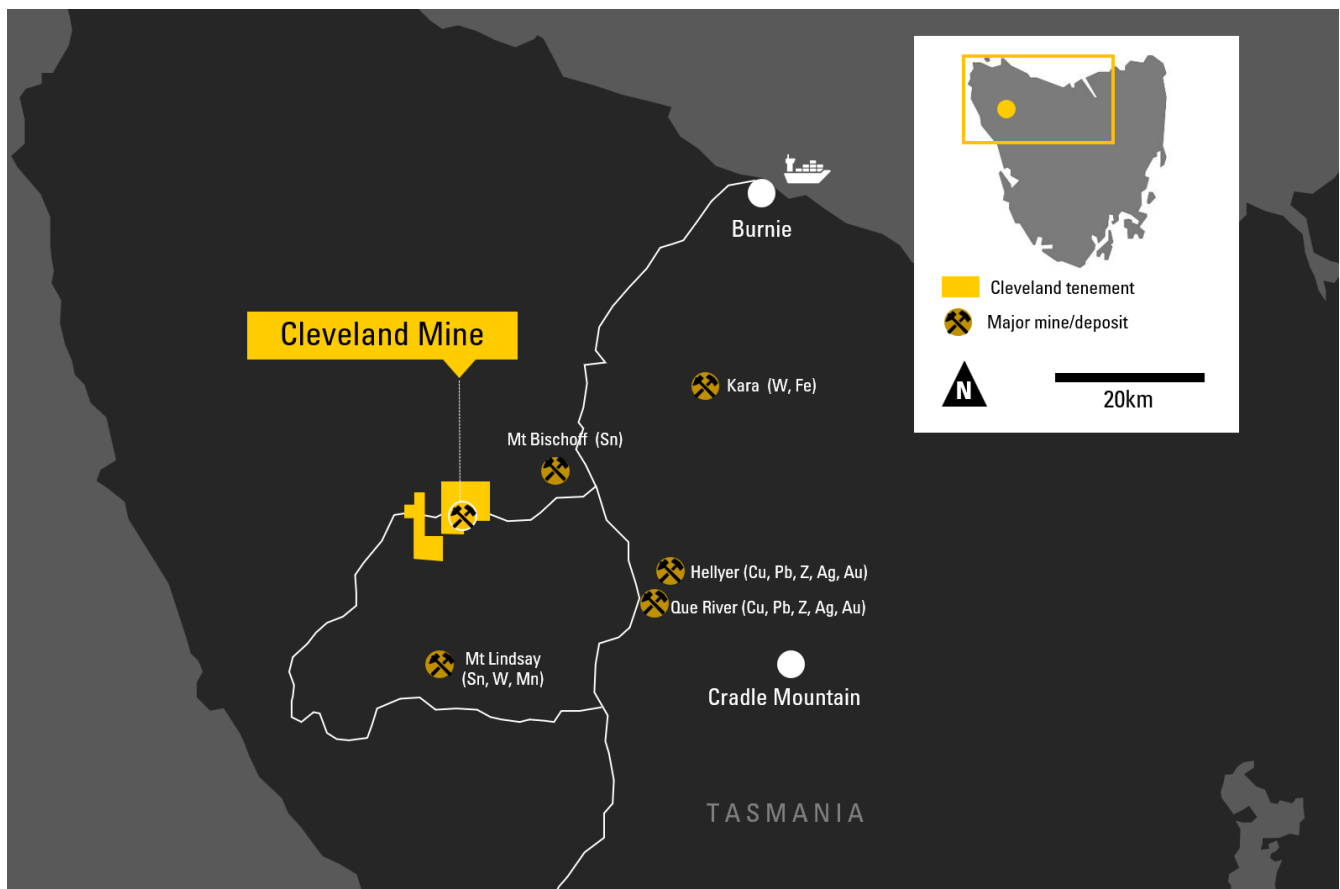 Burnie
Cleveland Mine
Kara (W, Fe)
Mt Bischoff (Sn)
Hellyer (Cu, Pb, Z, Ag, Au)
Que River (Cu, Pb, Z, Ag, Au)
Mt Lindsay
(Sn, W, Mn)
Cradle Mountain
TASMANIA
Cleveland tenement
Major mine/deposit
N
20km